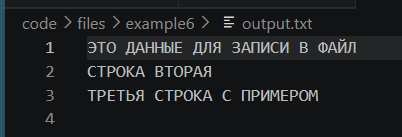 code > files > example6 > output.txt
1 ЭТО ДАННЫЕ ДЛЯ ЗАПИСИ В ФАЙЛ
2 СТРОКА ВТОРАЯ
3 ТРЕТЬЯ СТРОКА С ПРИМЕРОМ
4